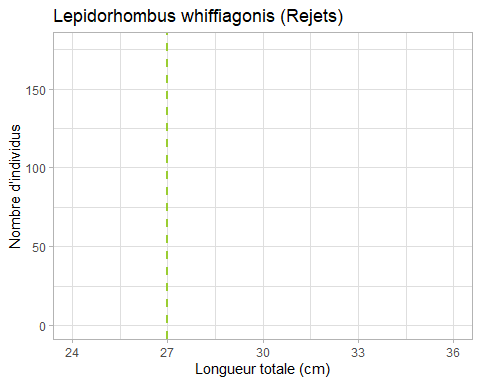 Lepidorhombus whiffiagonis (Rejets)
Nombre d'individus
150
100
50
0
24 27 30 33 36
Longueur totale (cm)